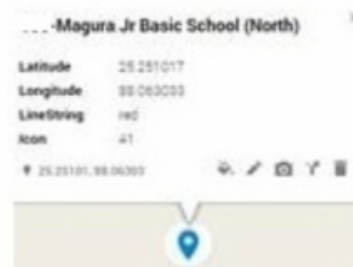 ...-Magura Jr Basic School (North)
Latitude 25.251017
Longitude 88.063033
LineString red
Icon 41
25.25101, 88.06303